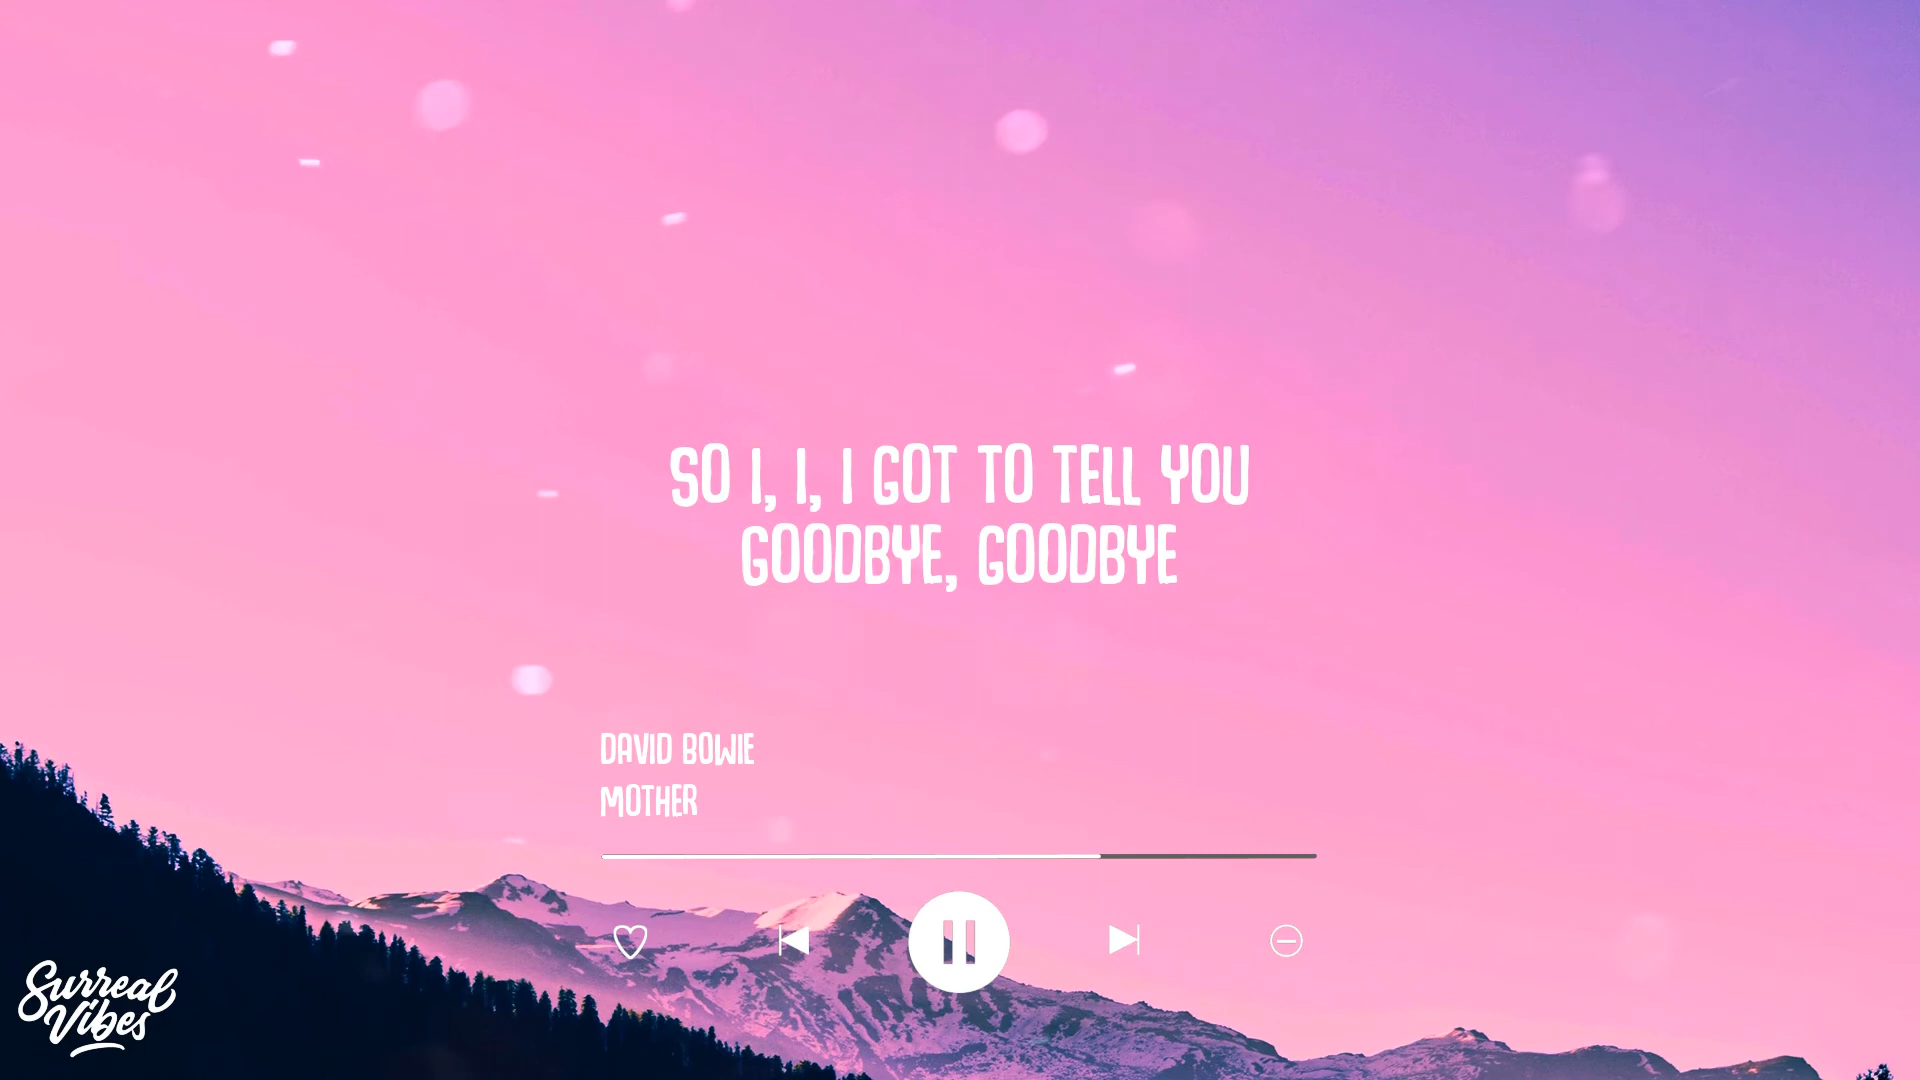 SO I, I, I GOT TO TELL YOU
GOODBYE, GOODBYE
DAVID BOWIE
MOTHER
Surreal
Vibes